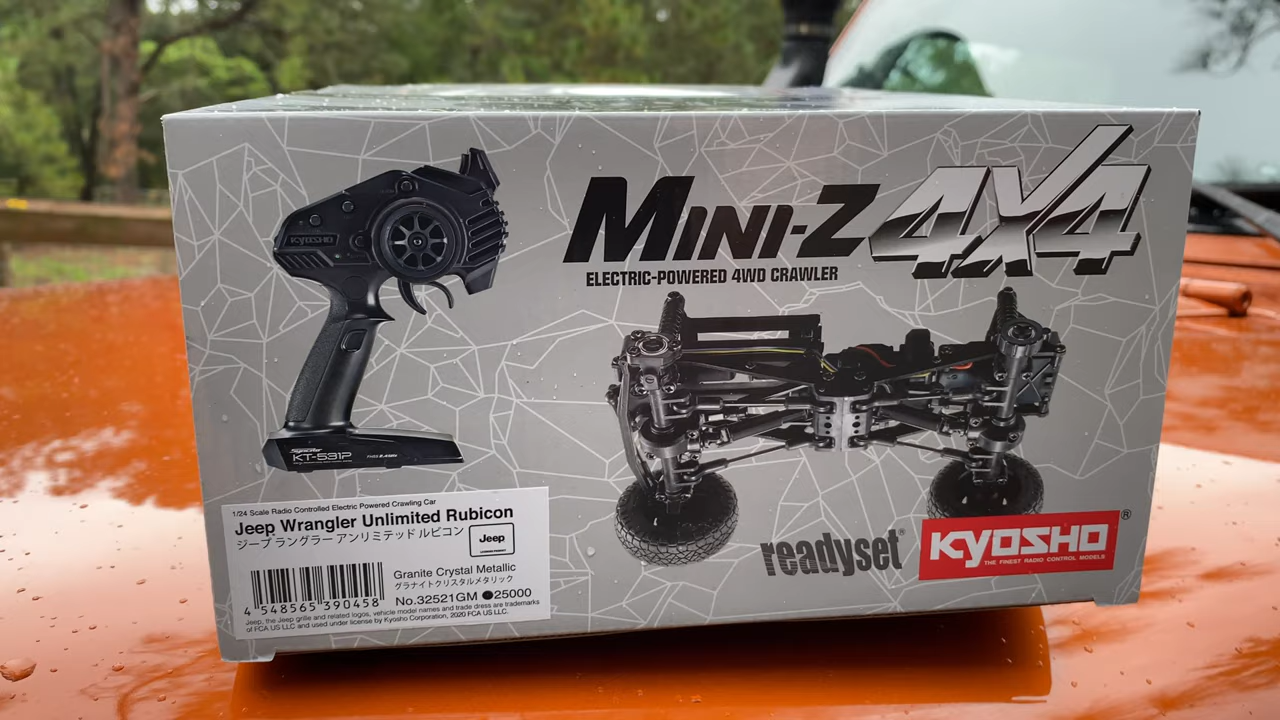 MINI-Z 4X4
ELECTRIC-POWERED 4WD CRAWLER
KYOSHO
Syncro
KT-531P
FHSS 2.4GHz
1/24 Scale Radio Controlled Electric Powered Crawling Car
Jeep Wrangler Unlimited Rubicon
ジープ ラングラー アンリミテッド ルビコン
Jeep
Granite Crystal Metallic
グラナイトクリスタルメタリック
4 548565 390458
No.32521GM ●25000
Jeep, the Jeep grille and related logos, vehicle model names and trade dress are trademarks
of FCA US LLC and used under license by Kyosho Corporation, 2020 FCA US LLC.
readyset®
KYOSHO®
THE FINEST RADIO CONTROL MODELS